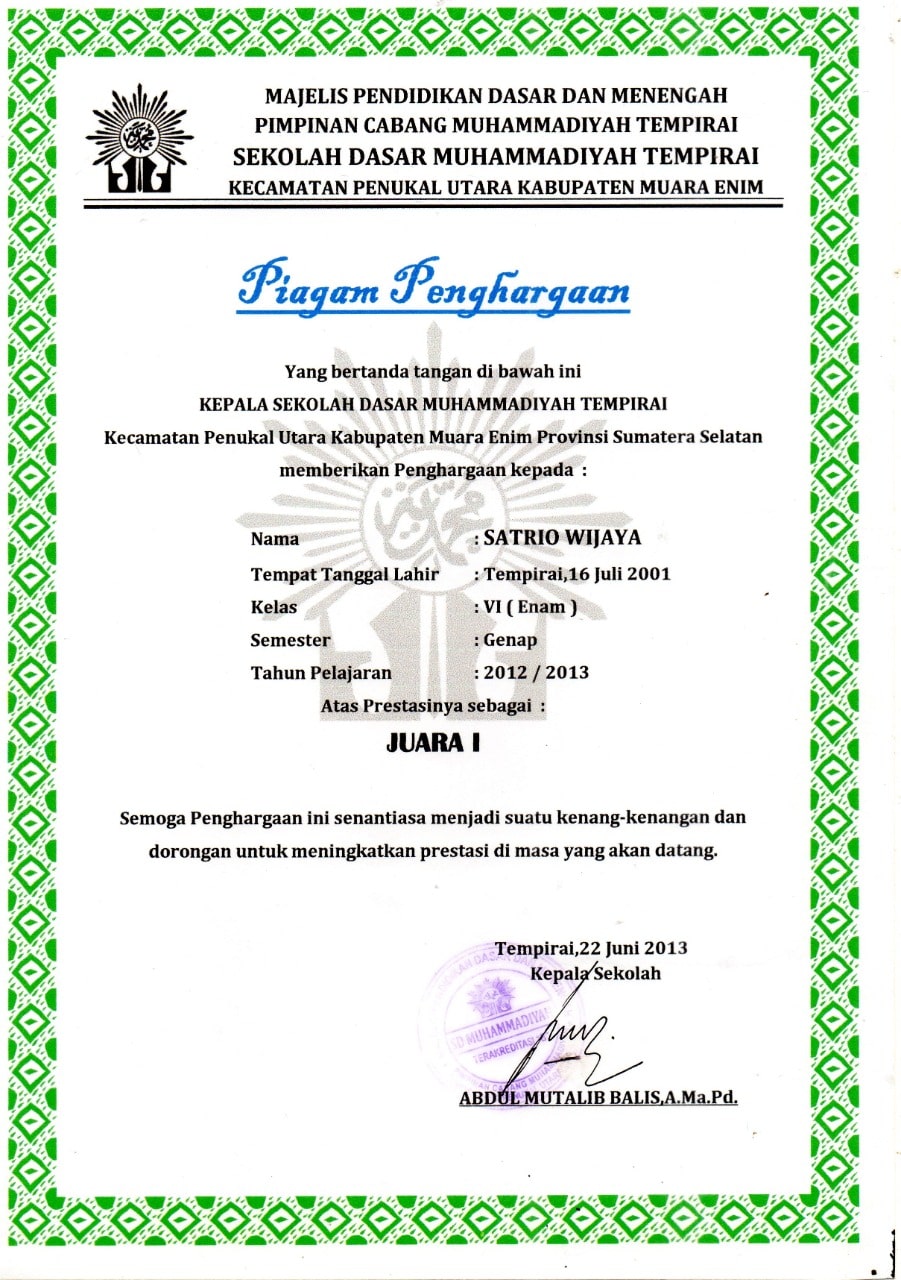 MAJELIS PENDIDIKAN DASAR DAN MENENGAH
PIMPINAN CABANG MUHAMMADIYAH TEMPIRAI
SEKOLAH DASAR MUHAMMADIYAH TEMPIRAI
KECAMATAN PENUKAL UTARA KABUPATEN MUARA ENIM
Piagam Penghargaan
Yang bertanda tangan di bawah ini
KEPALA SEKOLAH DASAR MUHAMMADIYAH TEMPIRAI
Kecamatan Penukal Utara Kabupaten Muara Enim Provinsi Sumatera Selatan
memberikan Penghargaan kepada :
Nama : SATRIO WIJAYA
Tempat Tanggal Lahir : Tempirai,16 Juli 2001
Kelas : VI ( Enam )
Semester : Genap
Tahun Pelajaran : 2012 / 2013
Atas Prestasinya sebagai :
JUARA I
Semoga Penghargaan ini senantiasa menjadi suatu kenang-kenangan dan
dorongan untuk meningkatkan prestasi di masa yang akan datang.
Tempirai,22 Juni 2013
Kepala Sekolah
SD MUHAMMADIYAH
TERAKREDITASI
ABDUL MUTALIB BALIS,A.Ma.Pd.